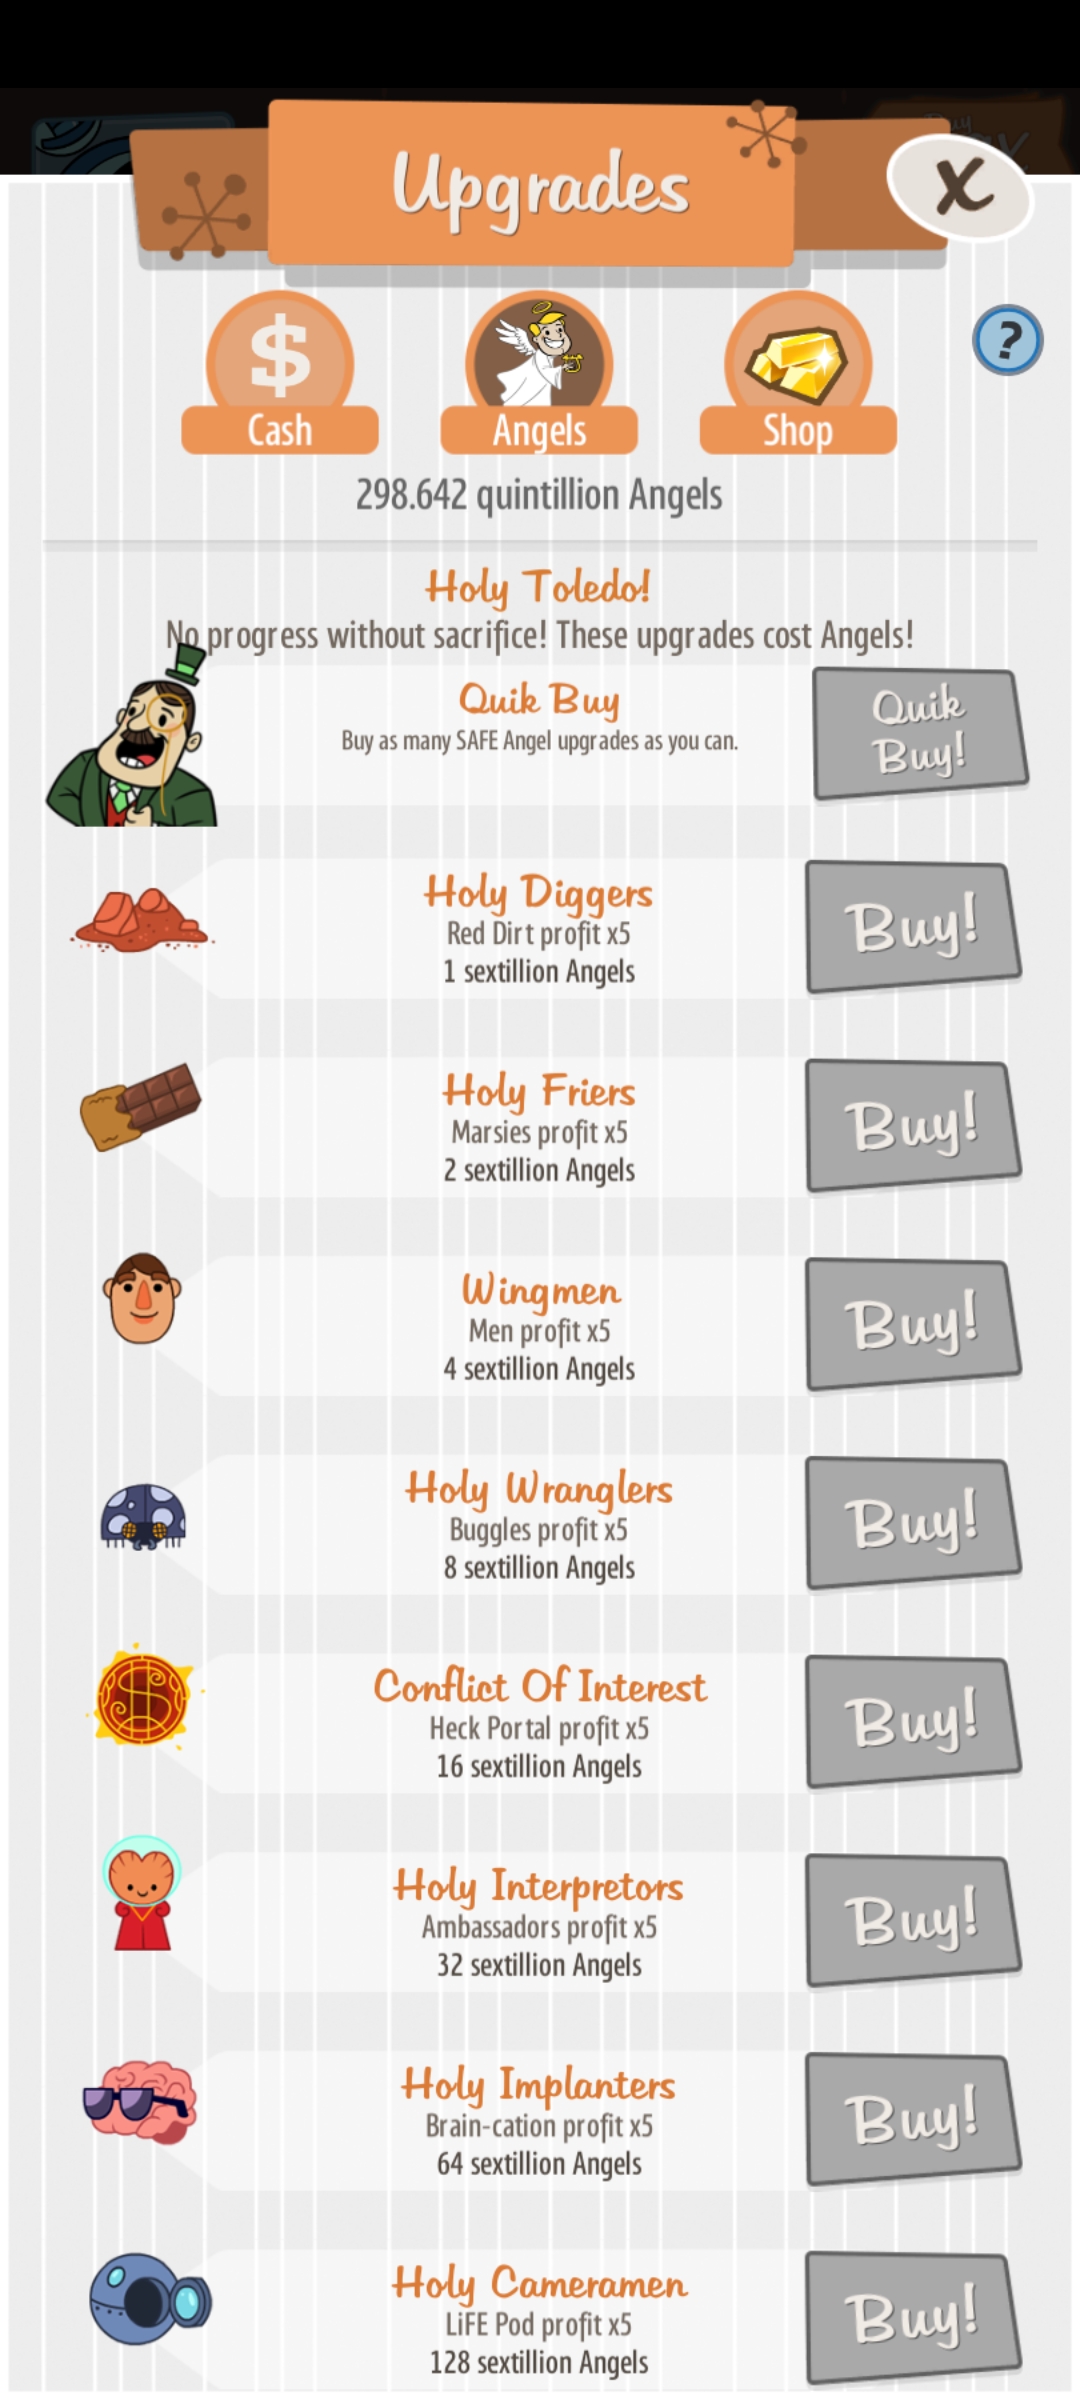 Upgrades
X
$
?
Cash
Angels
Shop
298.642 quintillion Angels
Holy Toledo!
No progress without sacrifice! These upgrades cost Angels!
Quik Buy
Buy as many SAFE Angel upgrades as you can.
Quik
Buy!
Holy Diggers
Red Dirt profit x5
1 sextillion Angels
Buy!
Holy Friers
Marsies profit x5
2 sextillion Angels
Buy!
Wingmen
Men profit x5
4 sextillion Angels
Buy!
Holy Wranglers
Buggles profit x5
8 sextillion Angels
Buy!
Conflict Of Interest
Heck Portal profit x5
16 sextillion Angels
Buy!
Holy Interpretors
Ambassadors profit x5
32 sextillion Angels
Buy!
Holy Implanters
Brain-cation profit x5
64 sextillion Angels
Buy!
Holy Cameramen
LiFE Pod profit x5
128 sextillion Angels
Buy!